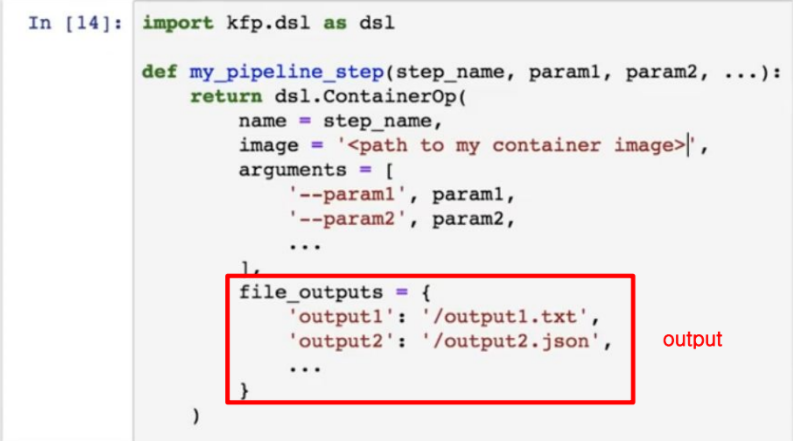 In [14]: import kfp.dsl as dsl
def my_pipeline_step(step_name, param1, param2, ...):
return dsl.ContainerOp(
name = step_name,
image = '<path to my container image>',
arguments = [
'--param1', param1,
'--param2', param2,
...
],
file_outputs = {
'output1': '/output1.txt',
'output2': '/output2.json',
...
}
)
output